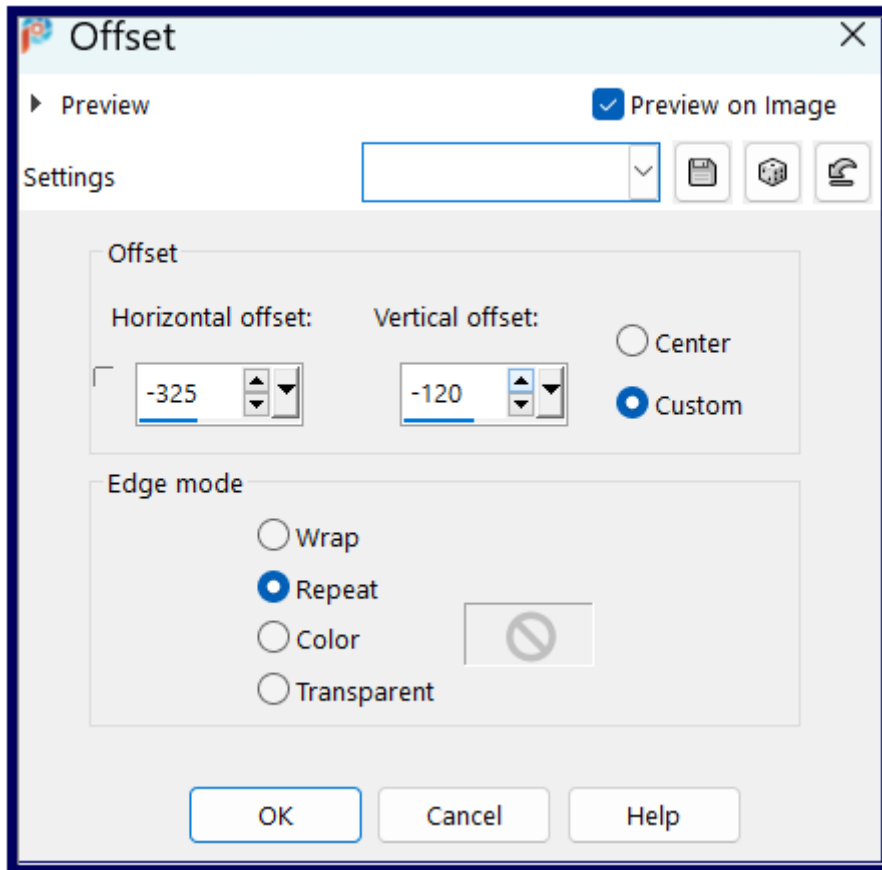 Offset
Preview
Preview on Image
Settings
Offset
Horizontal offset:
Vertical offset:
Center
-325
-120
Custom
Edge mode
Wrap
Repeat
Color
Transparent
OK
Cancel
Help